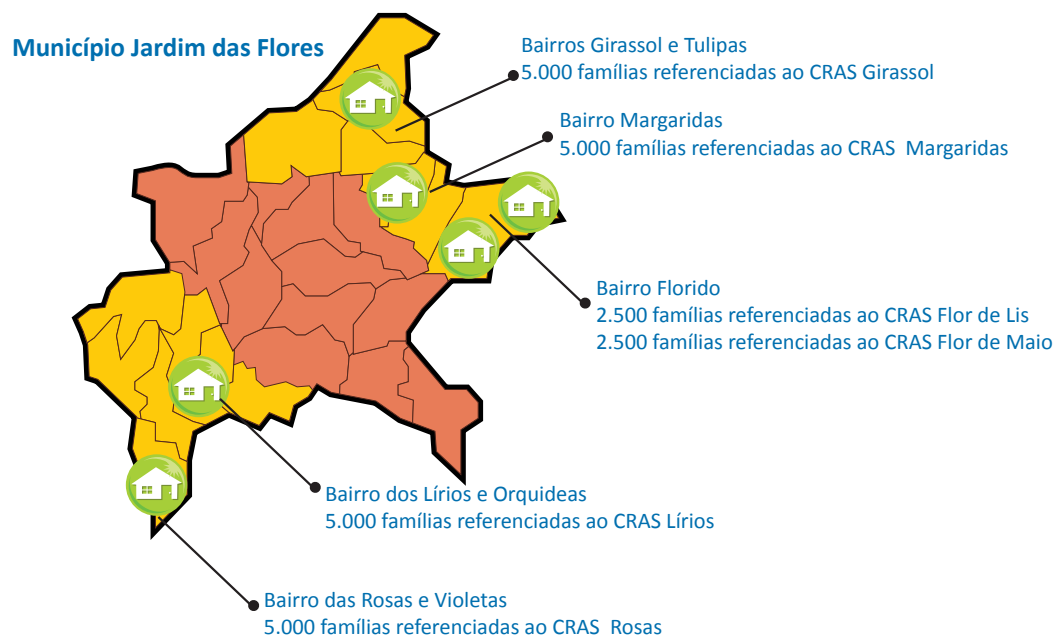 Município Jardim das Flores
Bairros Girassol e Tulipas
5.000 famílias referenciadas ao CRAS Girassol
Bairro Margaridas
5.000 famílias referenciadas ao CRAS Margaridas
Bairro Florido
2.500 famílias referenciadas ao CRAS Flor de Lis
2.500 famílias referenciadas ao CRAS Flor de Maio
Bairro dos Lírios e Orquideas
5.000 famílias referenciadas ao CRAS Lírios
Bairro das Rosas e Violetas
5.000 famílias referenciadas ao CRAS Rosas